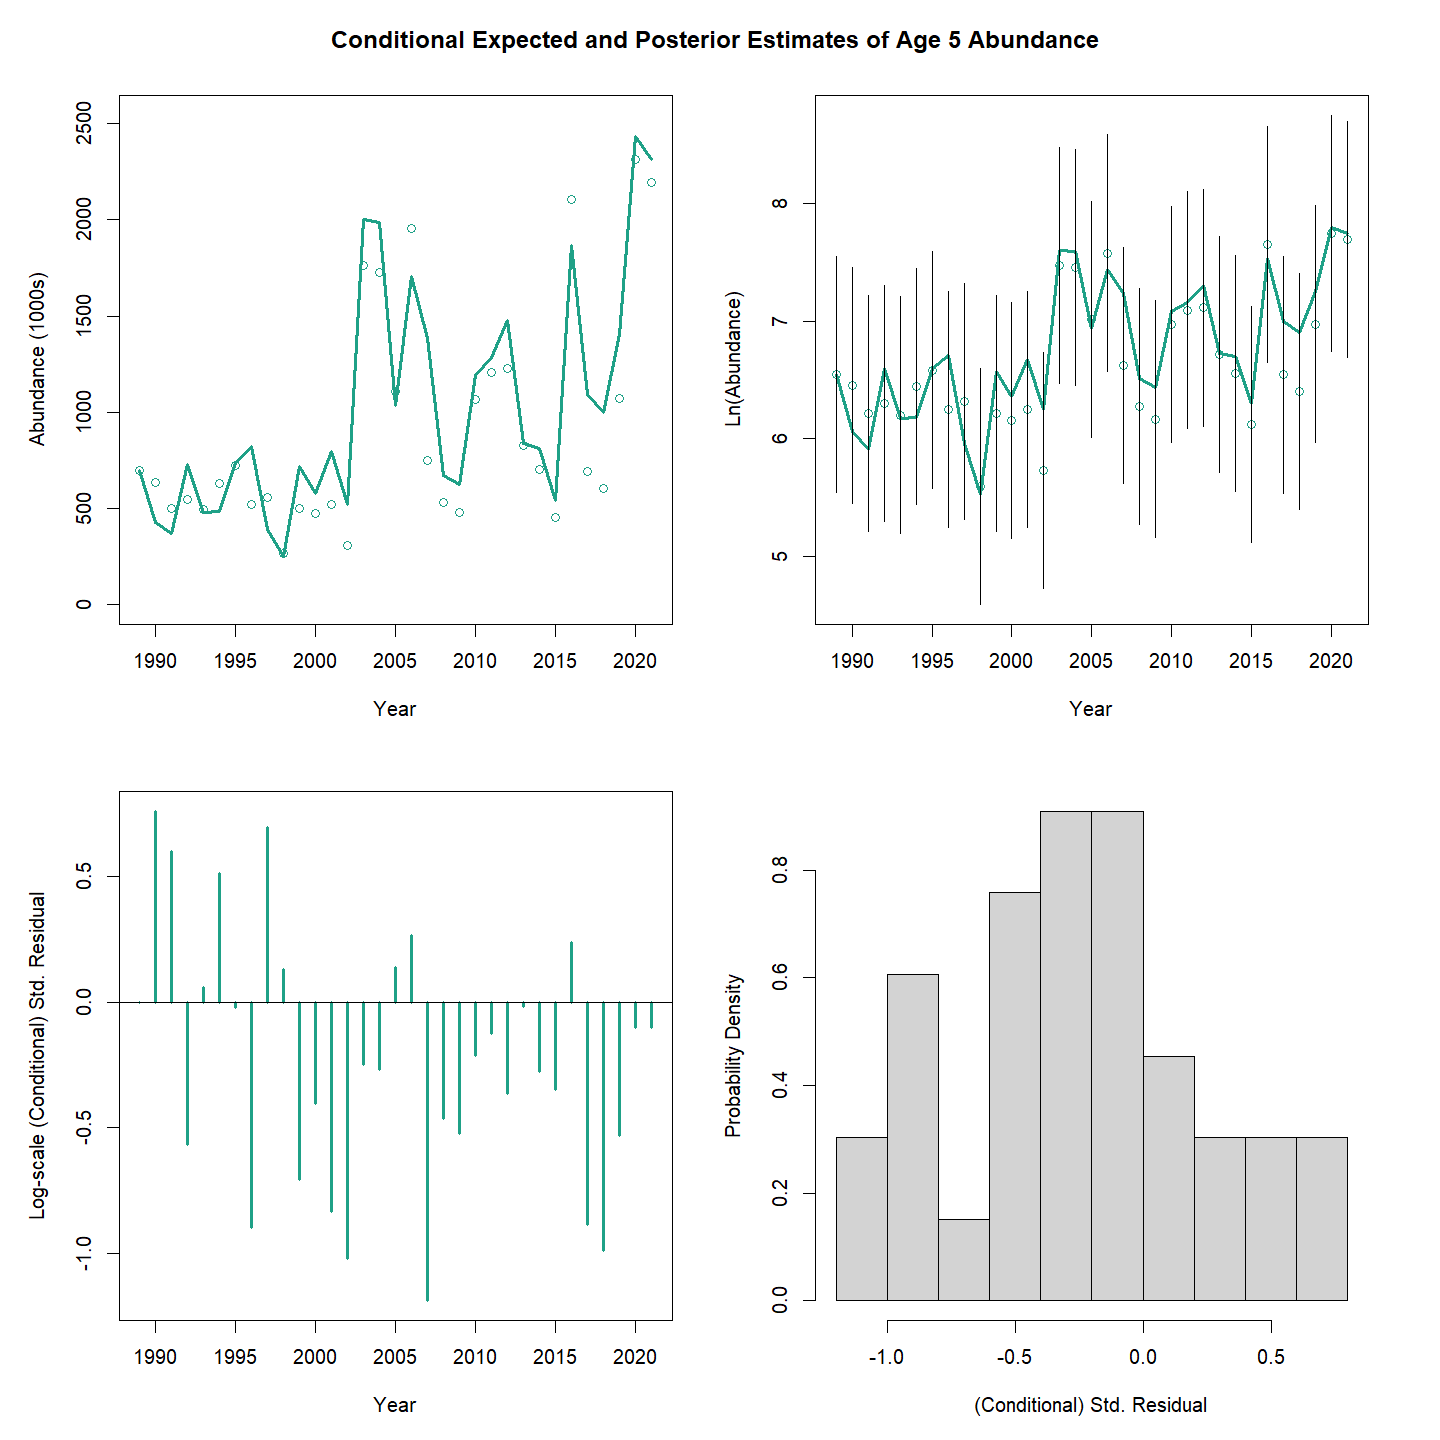 Conditional Expected and Posterior Estimates of Age 5 Abundance
Abundance (1000s)
2500
2000
1500
1000
500
0
1990 1995 2000 2005 2010 2015 2020
Year
Ln(Abundance)
8
7
6
5
1990 1995 2000 2005 2010 2015 2020
Year
Log-scale (Conditional) Std. Residual
0.5
0.0
-0.5
-1.0
1990 1995 2000 2005 2010 2015 2020
Year
Probability Density
0.8
0.6
0.4
0.2
0.0
-1.0 -0.5 0.0 0.5
(Conditional) Std. Residual